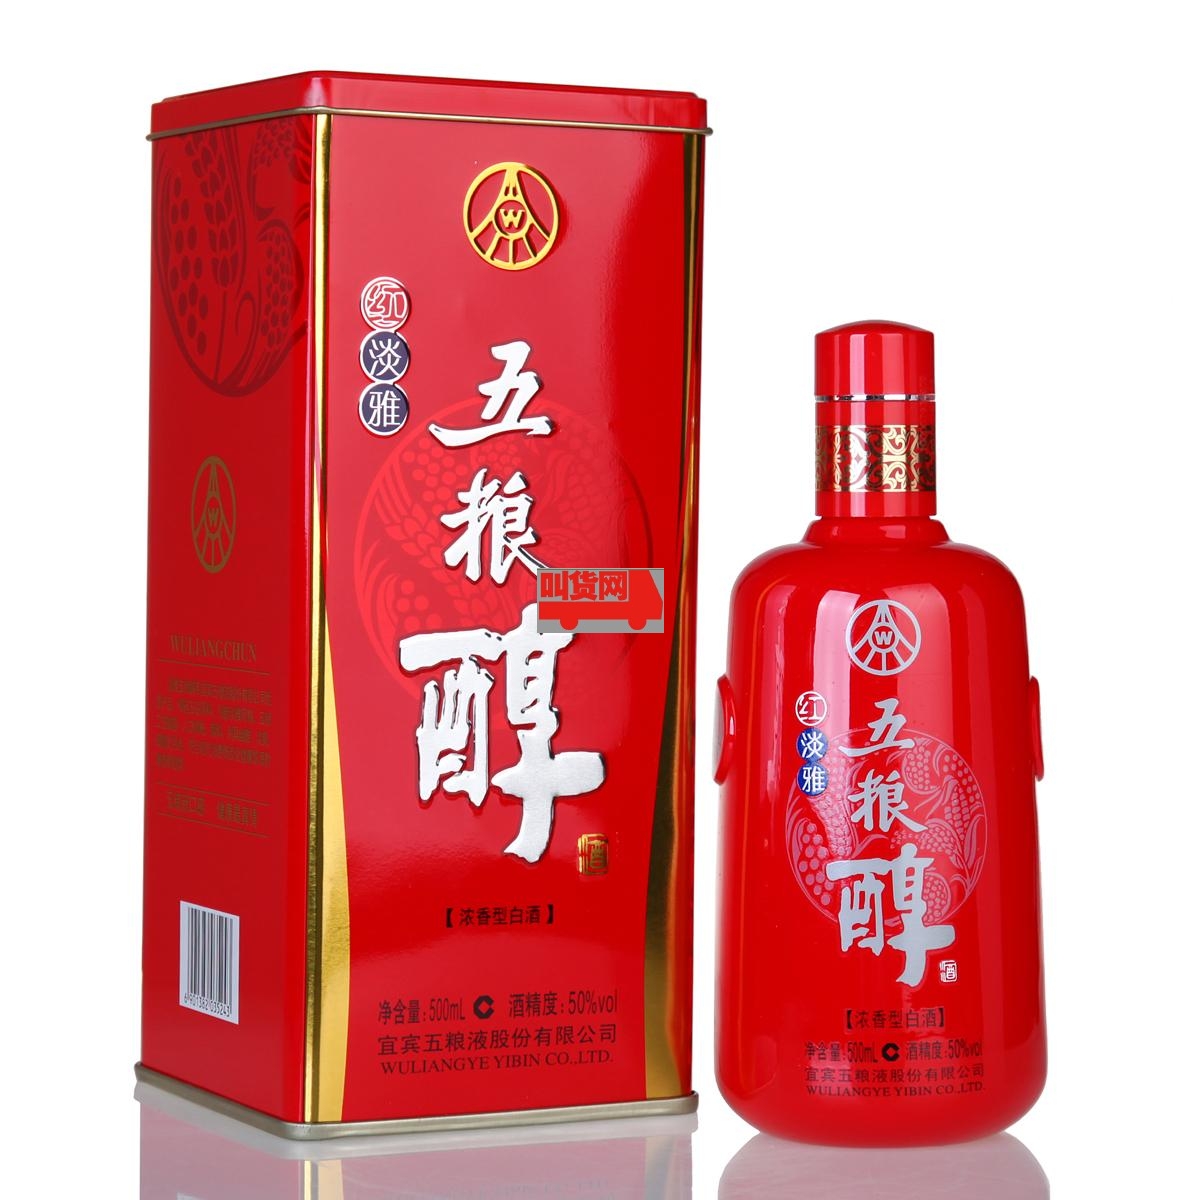 W
红
淡
雅
五
粮
醇
酒
【浓香型白酒】
净含量:500mL 酒精度:50%vol
宜宾五粮液股份有限公司
WULIANGYE YIBIN CO.,LTD.
叫货网
W
WULIANGCHUN
6901382035243
W
红
淡
雅
五
粮
醇
酒
【浓香型白酒】
净含量:500mL 酒精度:50%vol
宜宾五粮液股份有限公司
WULIANGYE YIBIN CO.,LTD.